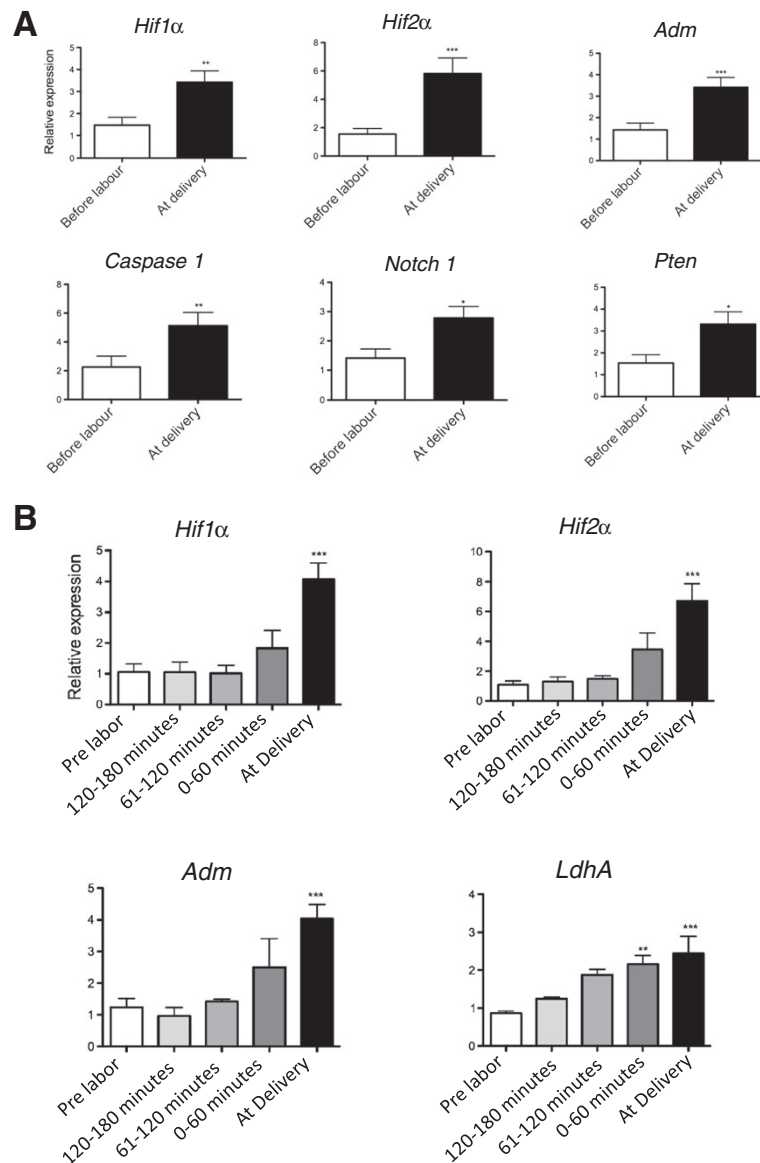 A
Hif1α
Relative expression
5
4
3
2
1
0
**
Before labour
At delivery
Hif2α
8
6
4
2
0
***
Before labour
At delivery
Adm
5
4
3
2
1
0
***
Before labour
At delivery
Caspase 1
8
6
4
2
0
**
Before labour
At delivery
Notch 1
4
3
2
1
0
*
Before labour
At delivery
Pten
5
4
3
2
1
0
*
Before labour
At delivery
B
Hif1α
Relative expression
5
4
3
2
1
0
***
Pre labor
120-180 minutes
61-120 minutes
0-60 minutes
At Delivery
Hif2α
10
8
6
4
2
0
***
Pre labor
120-180 minutes
61-120 minutes
0-60 minutes
At Delivery
Adm
5
4
3
2
1
0
***
Pre labor
120-180 minutes
61-120 minutes
0-60 minutes
At Delivery
LdhA
4
3
2
1
0
**
***
Pre labor
120-180 minutes
61-120 minutes
0-60 minutes
At Delivery